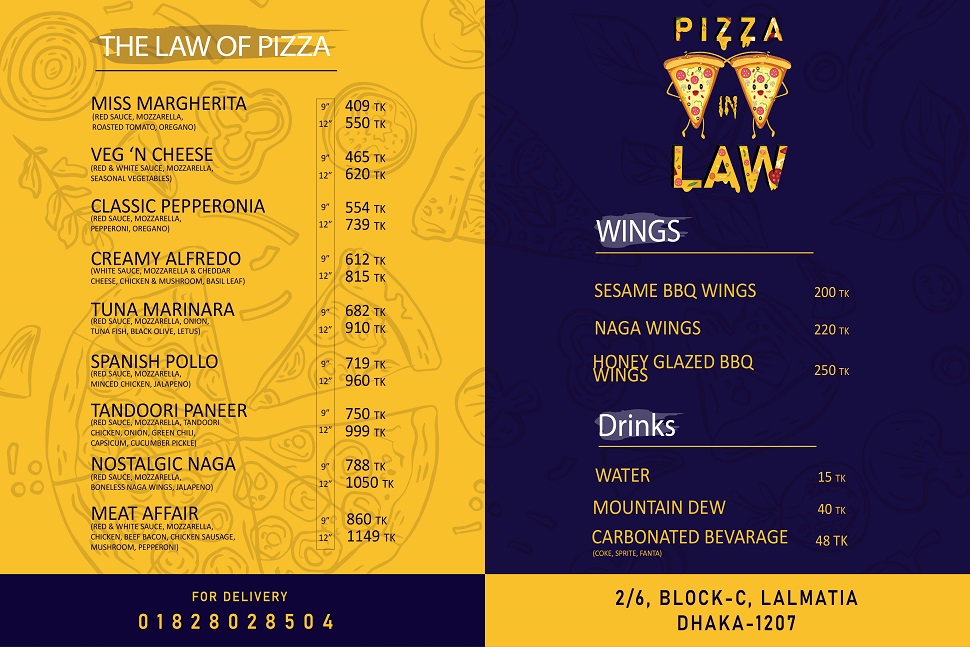 THE LAW OF PIZZA
MISS MARGHERITA
(RED SAUCE, MOZZARELLA,
ROASTED TOMATO, OREGANO)
9" 409 TK
12" 550 TK
VEG ‘N CHEESE
(RED & WHITE SAUCE, MOZZARELLA,
SEASONAL VEGETABLES)
9" 465 TK
12" 620 TK
CLASSIC PEPPERONIA
(RED SAUCE, MOZZARELLA,
PEPPERONI, OREGANO)
9" 554 TK
12" 739 TK
CREAMY ALFREDO
(WHITE SAUCE, MOZZARELLA & CHEDDAR
CHEESE, CHICKEN & MUSHROOM, BASIL LEAF)
9" 612 TK
12" 815 TK
TUNA MARINARA
(RED SAUCE, MOZZARELLA, ONION,
TUNA FISH, BLACK OLIVE, LETUS)
9" 682 TK
12" 910 TK
SPANISH POLLO
(RED SAUCE, MOZZARELLA,
MINCED CHICKEN, JALAPENO)
9" 719 TK
12" 960 TK
TANDOORI PANEER
(RED SAUCE, MOZZARELLA, TANDOORI
CHICKEN, ONION, GREEN CHILI,
CAPSICUM, CUCUMBER PICKLE)
9" 750 TK
12" 999 TK
NOSTALGIC NAGA
(RED SAUCE, MOZZARELLA,
BONELESS NAGA WINGS, JALAPENO)
9" 788 TK
12" 1050 TK
MEAT AFFAIR
(RED & WHITE SAUCE, MOZZARELLA,
CHICKEN, BEEF BACON, CHICKEN SAUSAGE,
MUSHROOM, PEPPERONI)
9" 860 TK
12" 1149 TK
FOR DELIVERY
01828028504
PIZZA
IN
LAW
WINGS
SESAME BBQ WINGS 200 TK
NAGA WINGS 220 TK
HONEY GLAZED BBQ
WINGS 250 TK
Drinks
WATER 15 TK
MOUNTAIN DEW 40 TK
CARBONATED BEVARAGE 48 TK
(COKE, SPRITE, FANTA)
2/6, BLOCK-C, LALMATIA
DHAKA-1207